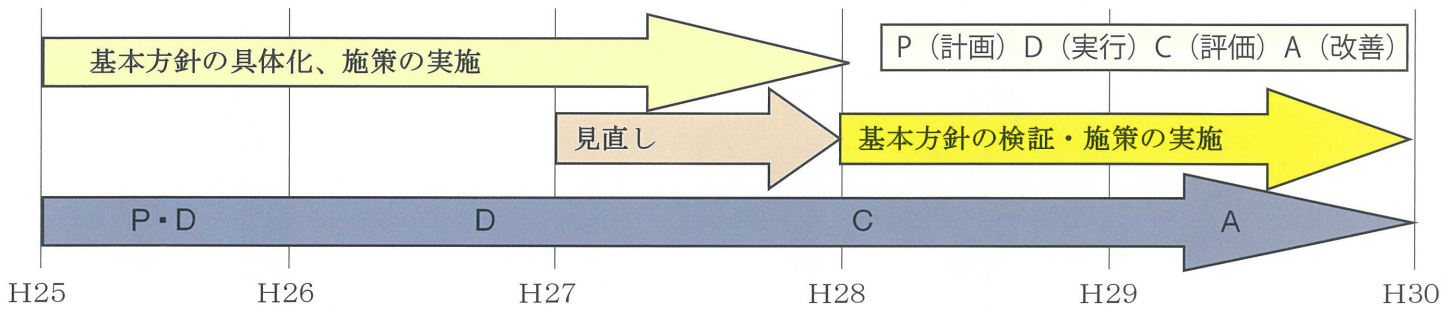 基本方針の具体化、施策の実施
P（計画）D（実行）C（評価）A（改善）
見直し
基本方針の検証・施策の実施
P・D D C A
H25 H26 H27 H28 H29 H30